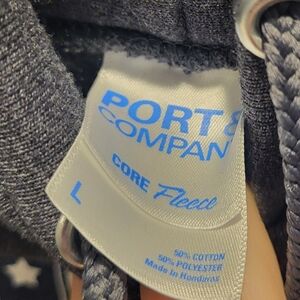 PORT &
COMPAN
CORE Fleece
L
50% COTTON
50% POLYESTER
Made in Honduras